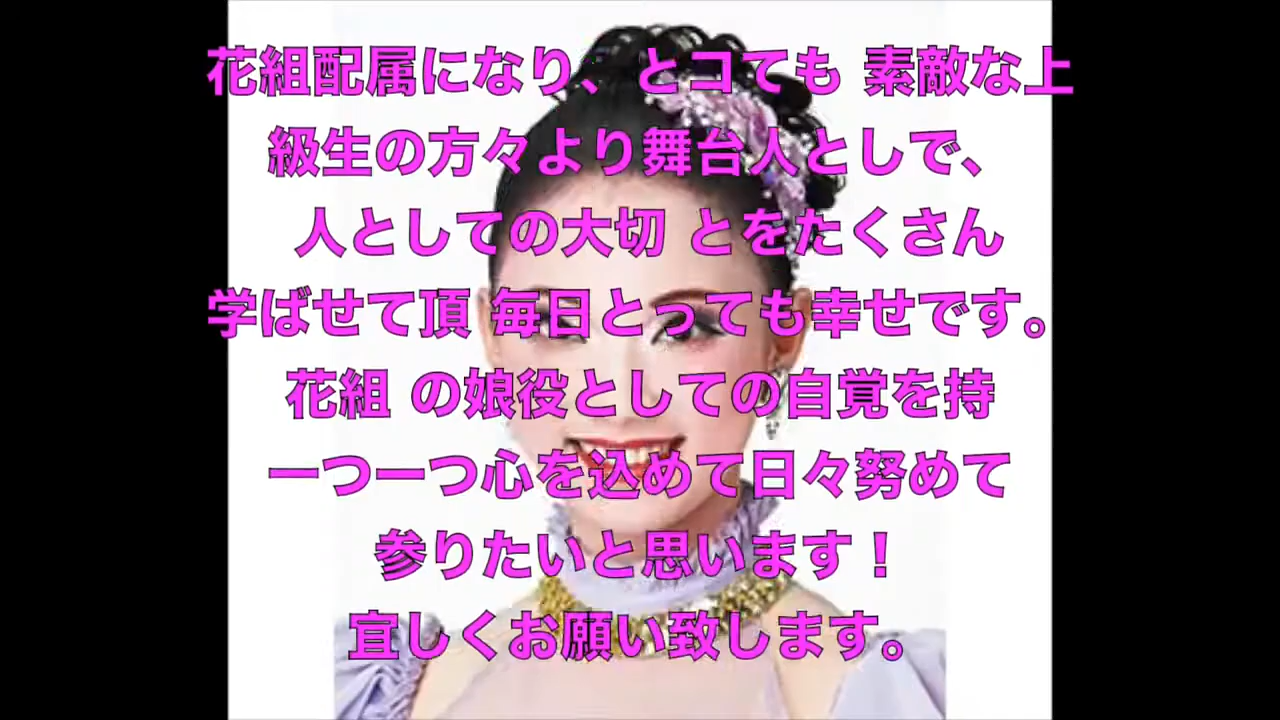 花組配属になり、とコても 素敵な上
級生の方々より舞台人としで、
人としての大切 とをたくさん
学ばせて頂 毎日とっても幸せです。
花組 の娘役としての自覚を持
一つ一つ心を込めて日々努めて
参りたいと思います！
宜しくお願い致します。